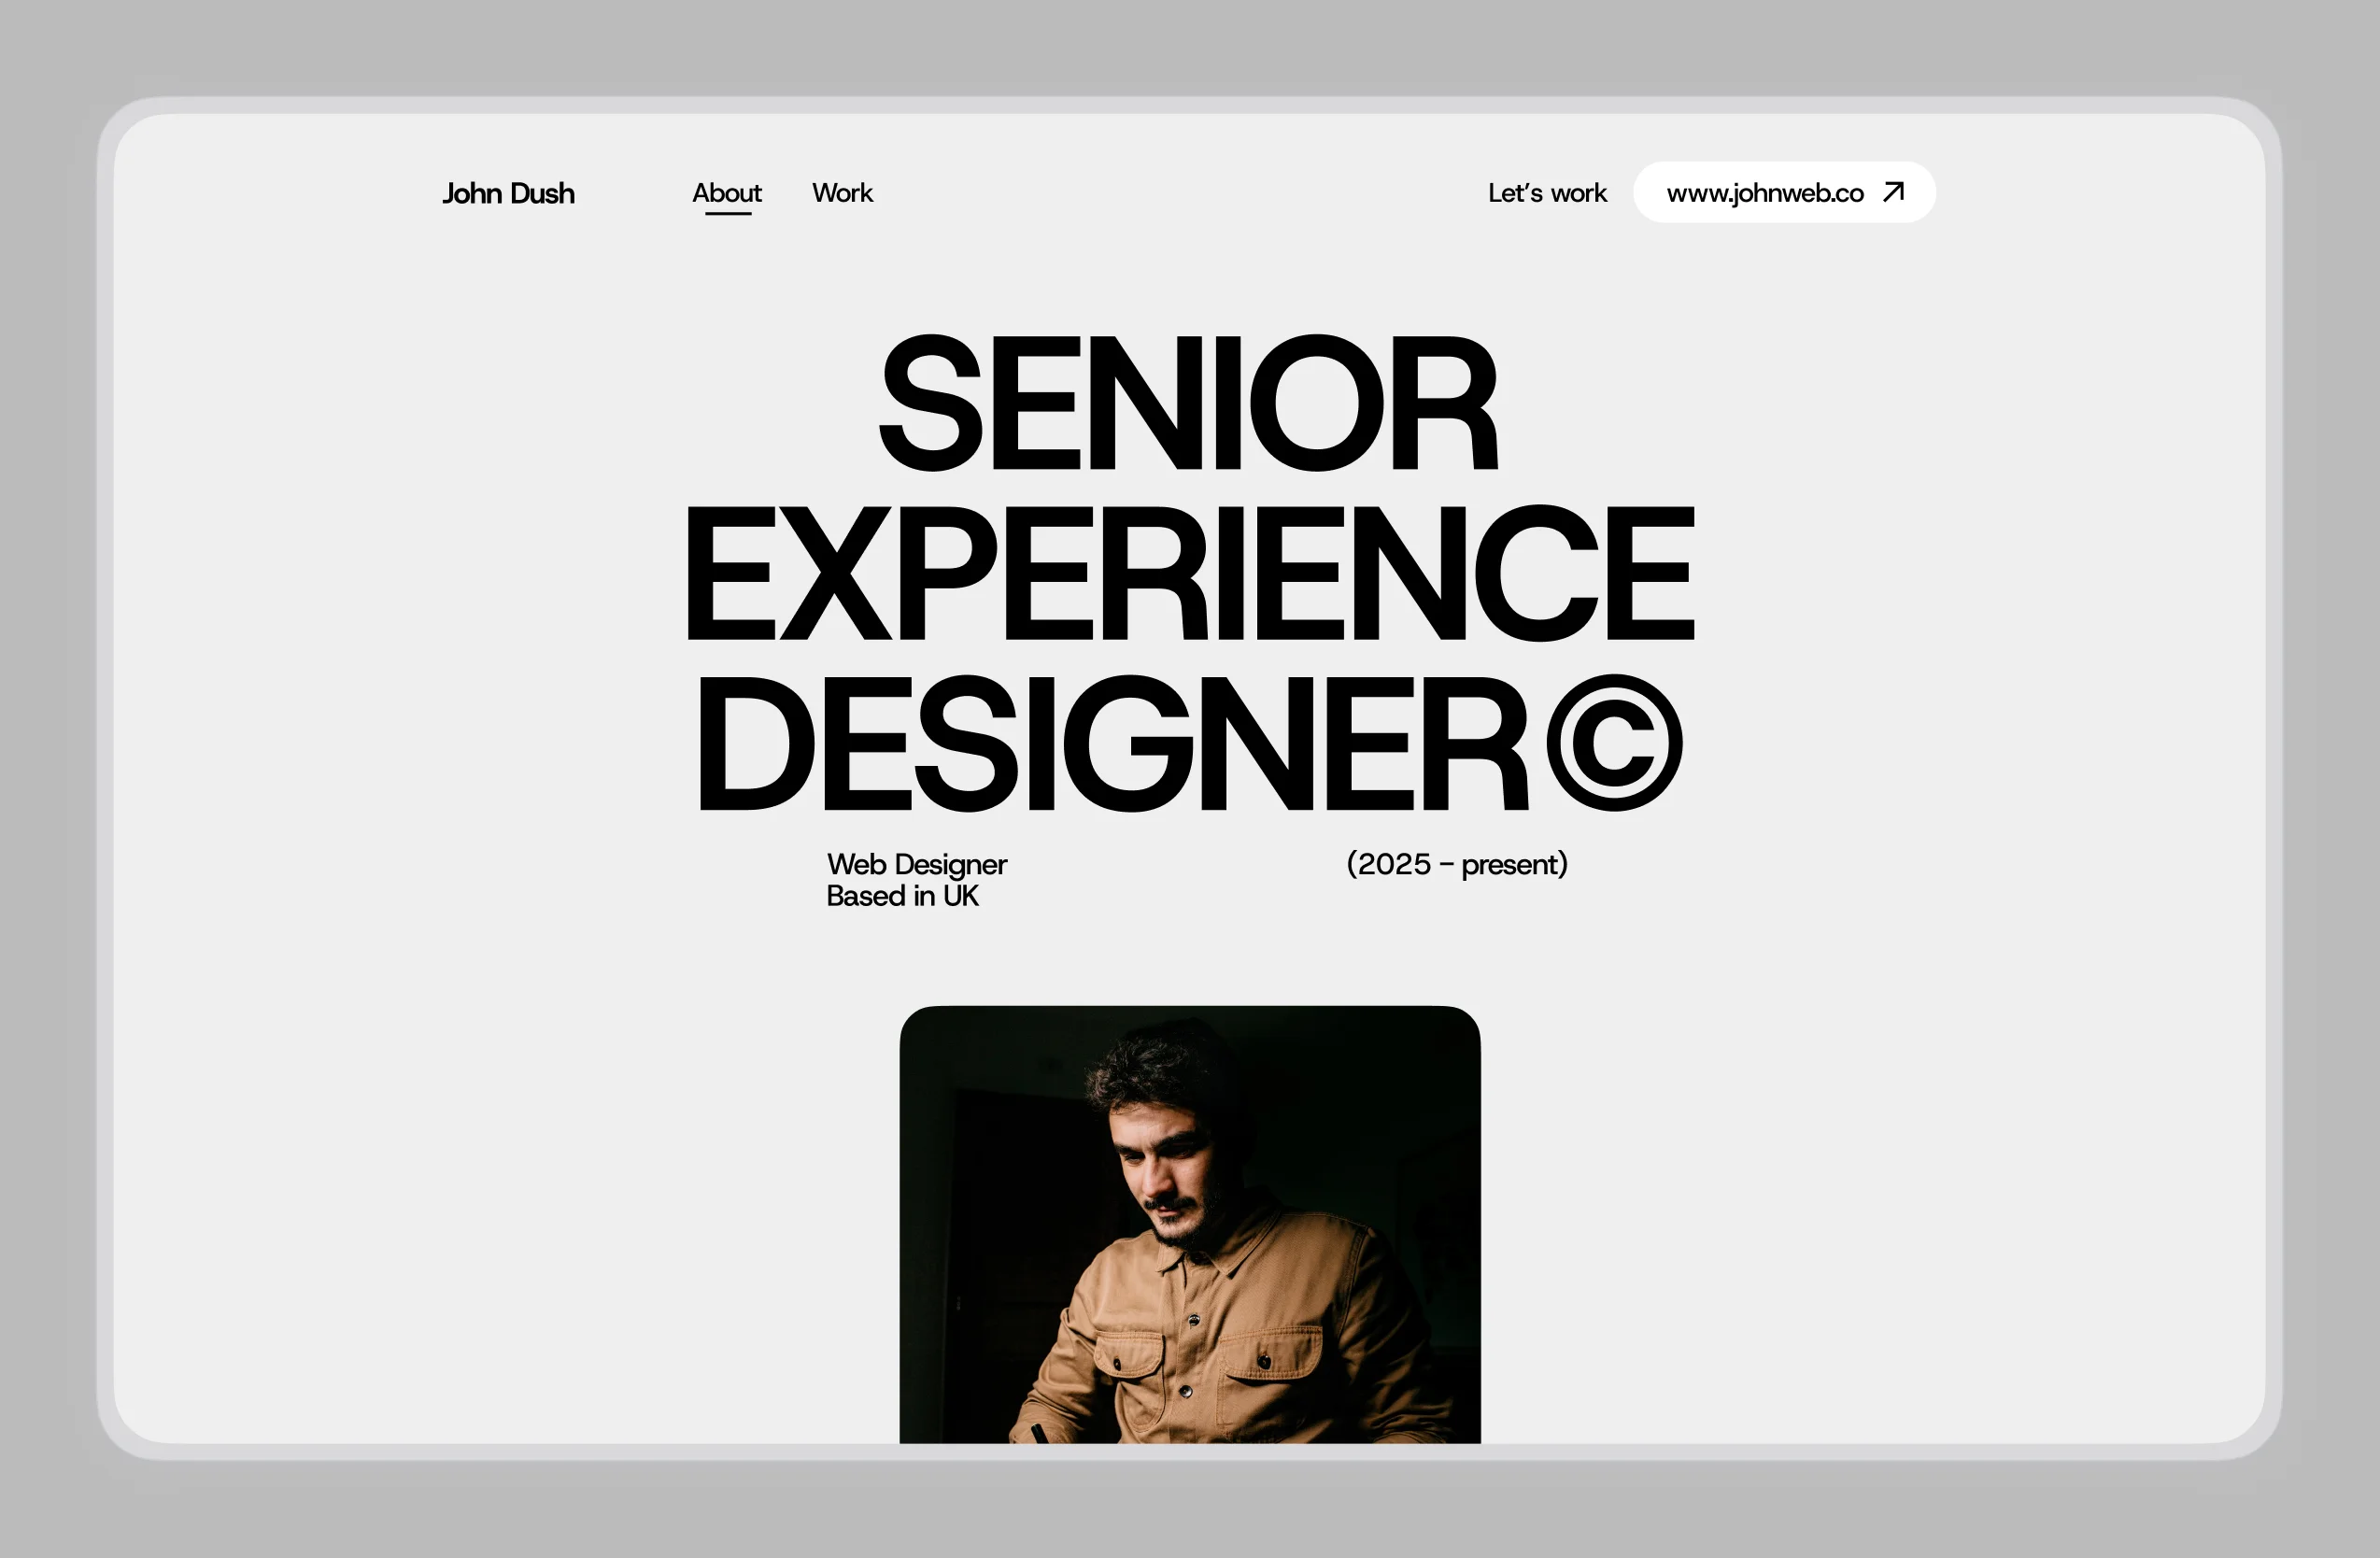 John Dush About Work Let's work www.johnweb.co
SENIOR
EXPERIENCE
DESIGNER©
Web Designer (2025 – present)
Based in UK